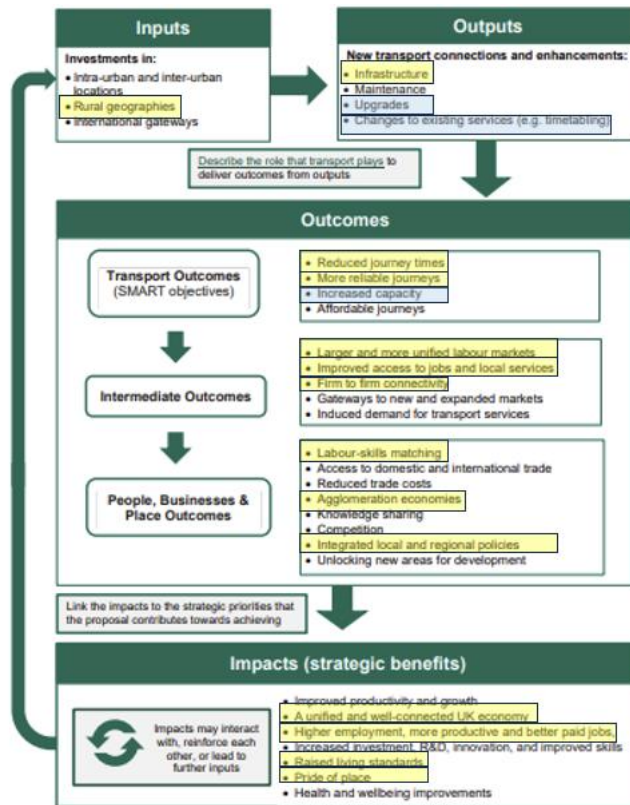 Inputs
Investments in:
• Intra-urban and inter-urban
locations
• Rural geographies
• International gateways
Outputs
New transport connections and enhancements:
• Infrastructure
• Maintenance
• Upgrades
• Changes to existing services (e.g. timetabling)
Describe the role that transport plays to
deliver outcomes from outputs
Outcomes
Transport Outcomes
(SMART objectives)
• Reduced journey times
• More reliable journeys
• Increased capacity
• Affordable journeys
Intermediate Outcomes
• Larger and more unified labour markets
• Improved access to jobs and local services
• Firm to firm connectivity
• Gateways to new and expanded markets
• Induced demand for transport services
People, Businesses &
Place Outcomes
• Labour-skills matching
• Access to domestic and international trade
• Reduced trade costs
• Agglomeration economies
• Knowledge sharing
• Competition
• Integrated local and regional policies
• Unlocking new areas for development
Link the impacts to the strategic priorities that
the proposal contributes towards achieving
Impacts (strategic benefits)
Impacts may interact
with, reinforce each
other, or lead to
further inputs
• Improved productivity and growth
• A unified and well-connected UK economy
• Higher employment, more productive and better paid jobs,
• Increased investment, R&D, innovation, and improved skills
• Raised living standards
• Pride of place
• Health and wellbeing improvements